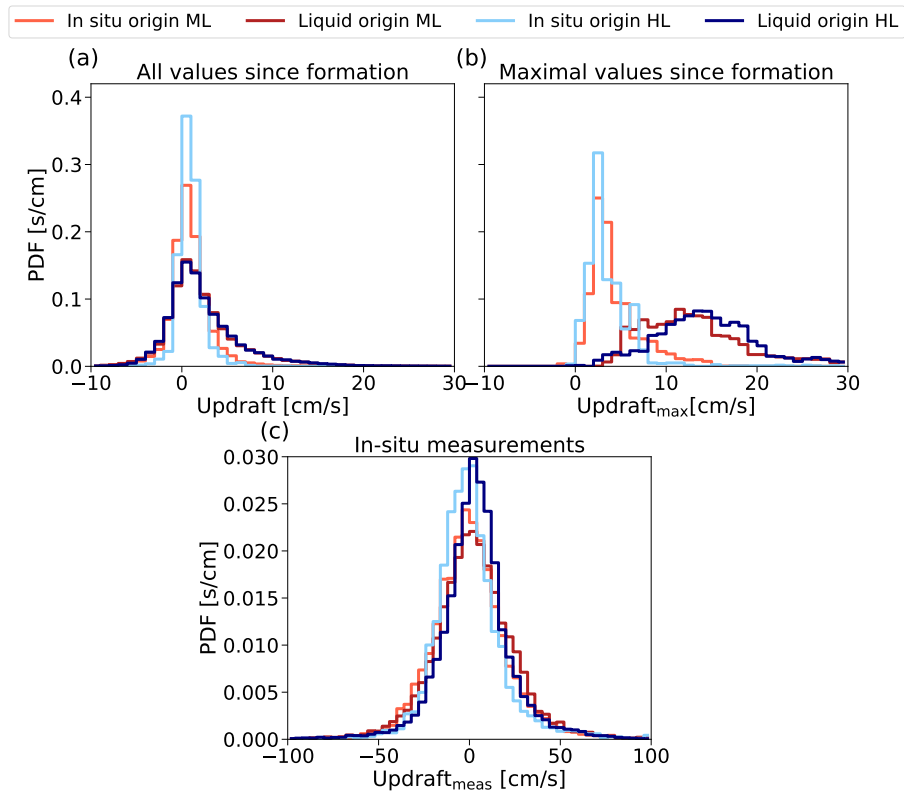 In situ origin ML Liquid origin ML In situ origin HL Liquid origin HL
(a) All values since formation
(b) Maximal values since formation
PDF [s/cm]
0.4
0.3
0.2
0.1
0.0
−10 0 10 20 30
−10 0 10 20 30
Updraft [cm/s]
Updraftmax[cm/s]
(c) In-situ measurements
PDF [s/cm]
0.030
0.025
0.020
0.015
0.010
0.005
0.000
−100 −50 0 50 100
Updraftmeas [cm/s]